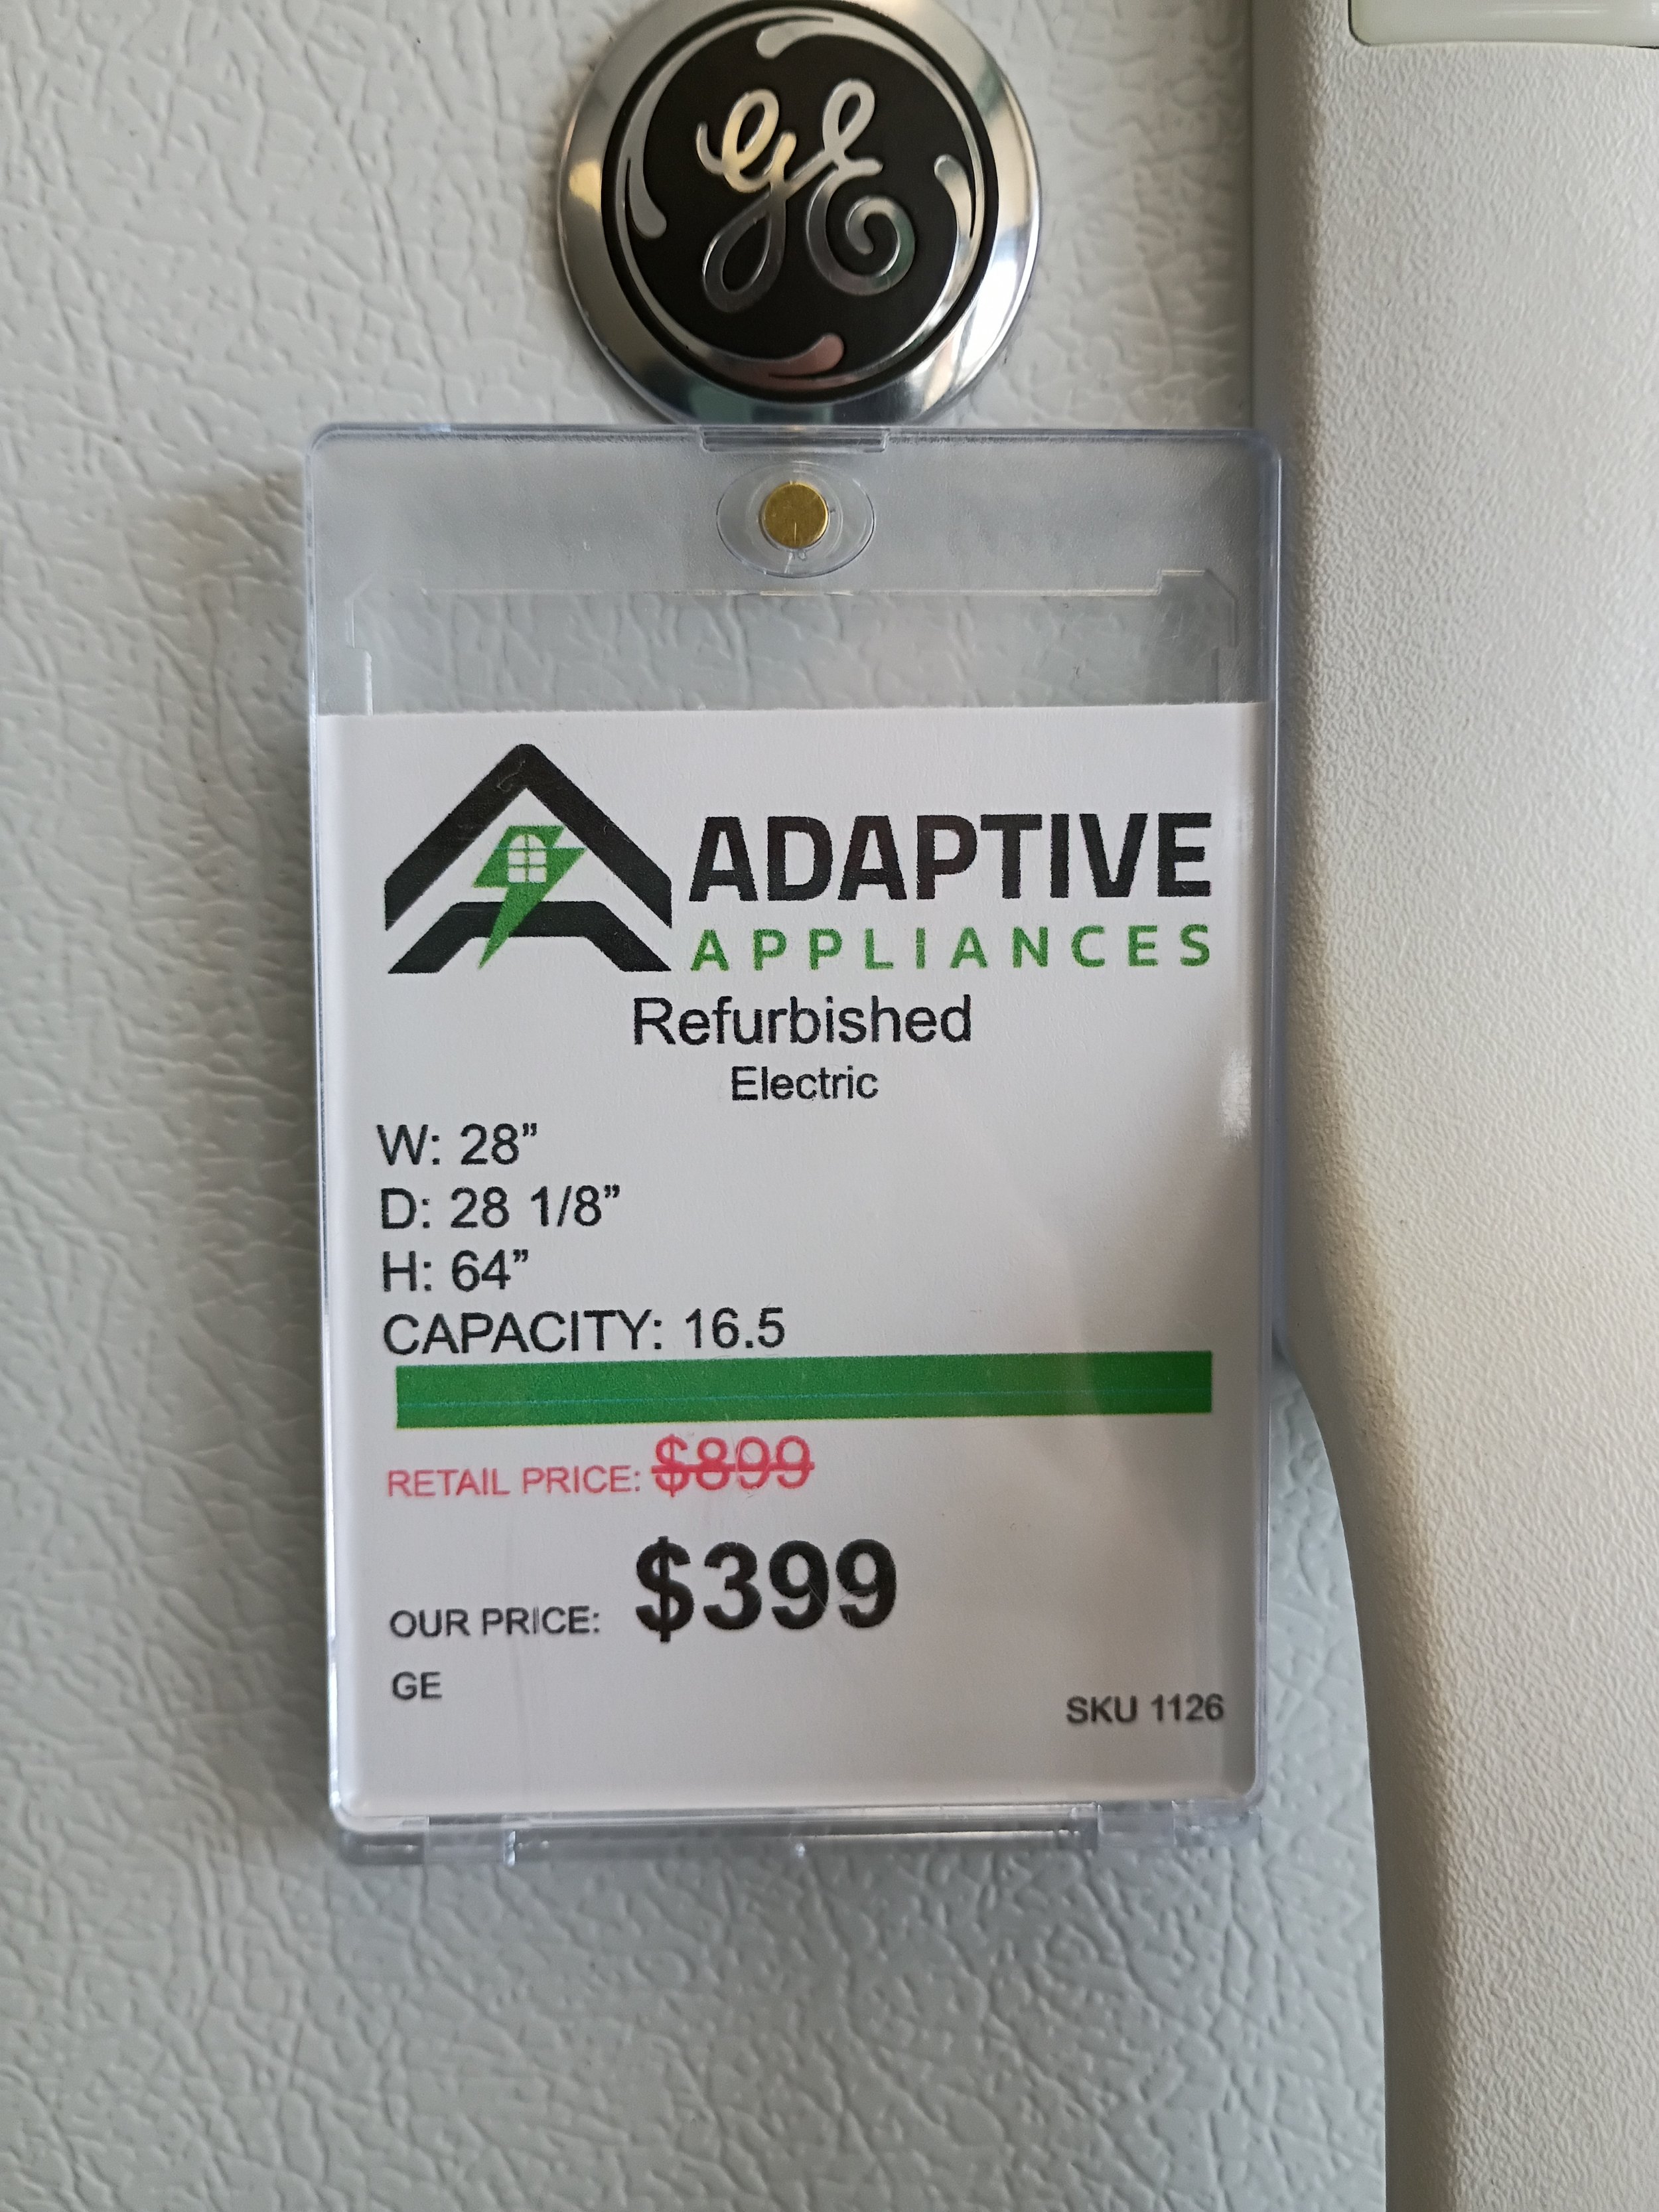 GE
ADAPTIVE
APPLIANCES
Refurbished
Electric
W: 28”
D: 28 1/8”
H: 64”
CAPACITY: 16.5
RETAIL PRICE: $899
OUR PRICE: $399
GE
SKU 1126